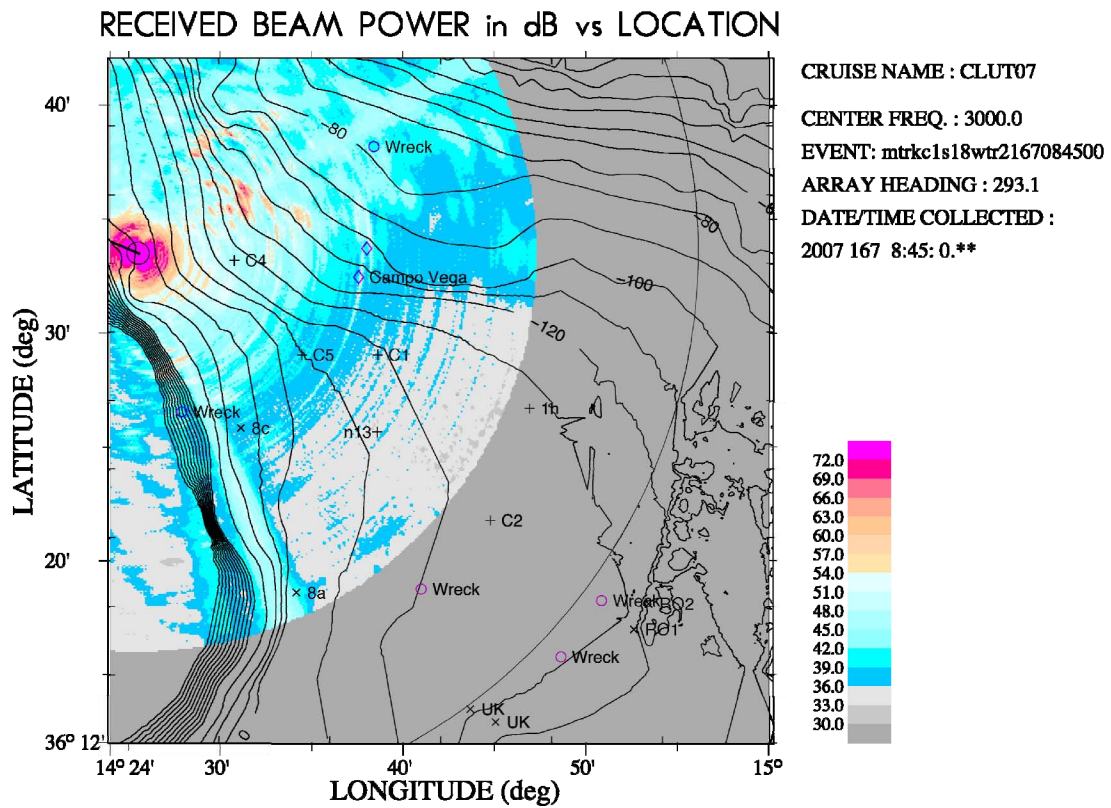 RECEIVED BEAM POWER in dB vs LOCATION
CRUISE NAME : CLUT07
CENTER FREQ. : 3000.0
EVENT: mtrkc1s18wtr2167084500
ARRAY HEADING : 293.1
DATE/TIME COLLECTED :
2007 167 8:45: 0.**
LATITUDE (deg)
40'
30'
20'
36º 12'
14º 24'
30'
40'
50'
15º
LONGITUDE (deg)
-80
Wreck
-80
C4
Campo Vega
-100
-120
C5
C1
Wreck
8c
1h
n13
C2
8a
Wreck
Wreck
RO2
RO1
Wreck
UK
UK
0
72.0
69.0
66.0
63.0
60.0
57.0
54.0
51.0
48.0
45.0
42.0
39.0
36.0
33.0
30.0